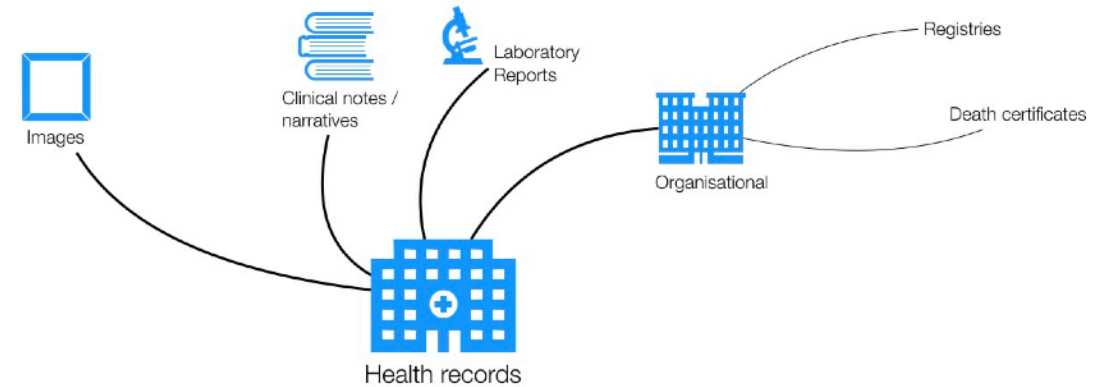 Images
Clinical notes /
narratives
Laboratory
Reports
Organisational
Registries
Death certificates
Health records